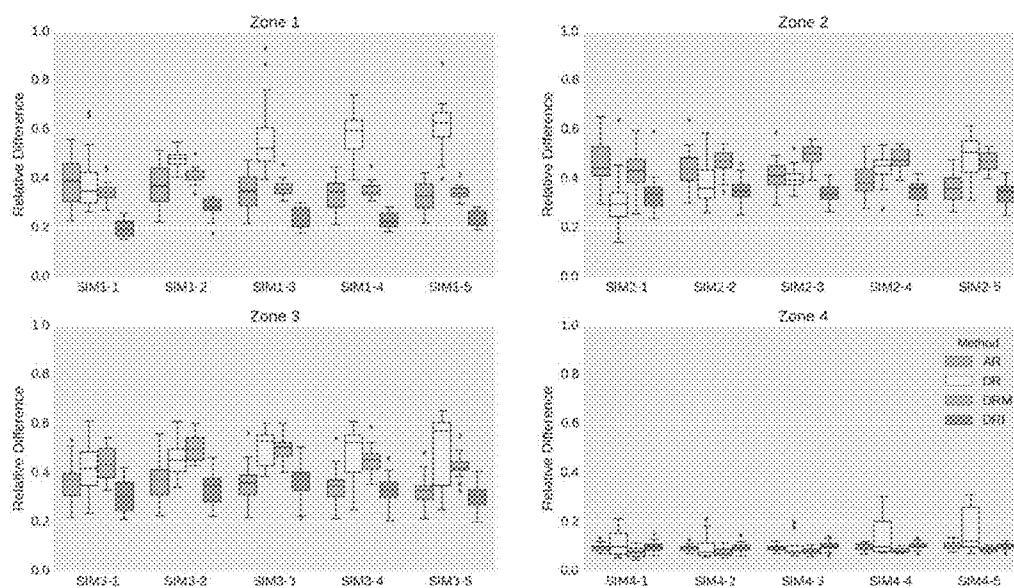 Zone 1
1.0
0.8
0.6
0.4
0.2
0.0
Relative Difference
SIM1-1 SIM1-2 SIM1-3 SIM1-4 SIM1-5
Zone 2
1.0
0.8
0.6
0.4
0.2
0.0
Relative Difference
SIM2-1 SIM2-2 SIM2-3 SIM2-4 SIM2-5
Zone 3
1.0
0.8
0.6
0.4
0.2
0.0
Relative Difference
SIM3-1 SIM3-2 SIM3-3 SIM3-4 SIM3-5
Zone 4
1.0
0.8
0.6
0.4
0.2
0.0
Relative Difference
Method
AR
DR
DRM
SIM4-1 SIM4-2 SIM4-3 SIM4-4 SIM4-5